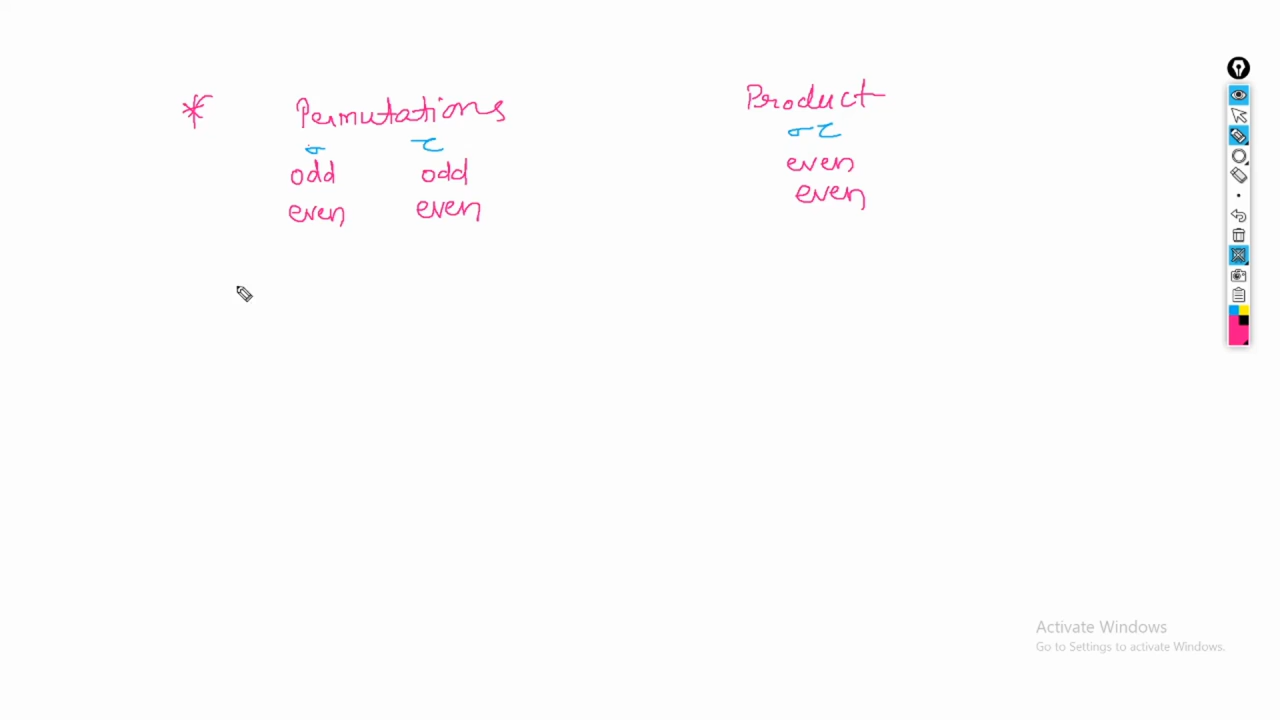 * Permutations Product
σ τ στ
odd odd even
even even even
Activate Windows
Go to Settings to activate Windows.